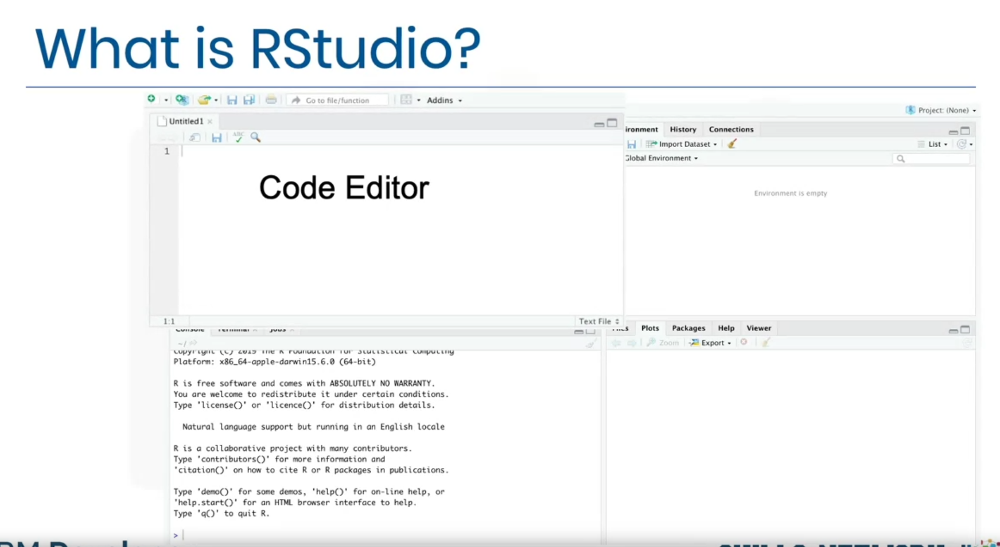 What is RStudio?
Go to file/function
Addins
Project: (None)
Untitled1
ironment History Connections
ABC
Import Dataset
List
1
Global Environment
Code Editor
Environment is empty
1:1
Text File
Console Terminal Jobs
Plots Packages Help Viewer
~/
Zoom Export
Copyright (C) 2019 The R Foundation for Statistical Computing
Platform: x86_64-apple-darwin15.6.0 (64-bit)
R is free software and comes with ABSOLUTELY NO WARRANTY.
You are welcome to redistribute it under certain conditions.
Type 'license()' or 'licence()' for distribution details.
Natural language support but running in an English locale
R is a collaborative project with many contributors.
Type 'contributors()' for more information and
'citation()' on how to cite R or R packages in publications.
Type 'demo()' for some demos, 'help()' for on-line help, or
'help.start()' for an HTML browser interface to help.
Type 'q()' to quit R.
>